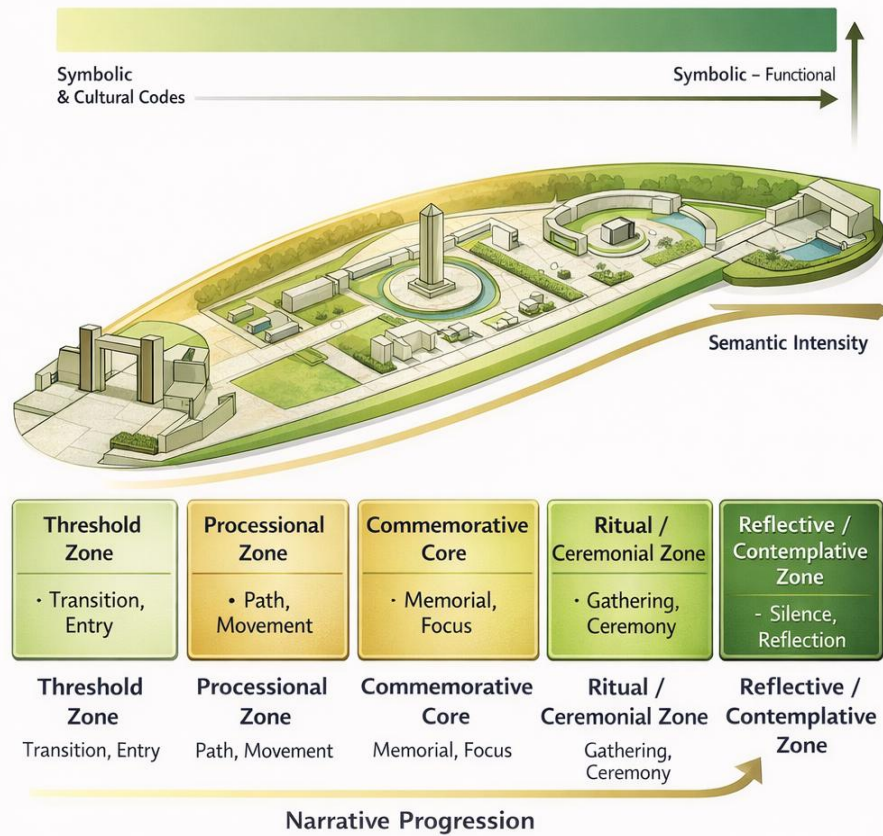 Symbolic
& Cultural Codes
Symbolic – Functional
Semantic Intensity
Threshold
Zone
· Transition,
Entry
Processional
Zone
• Path,
Movement
Commemorative
Core
· Memorial,
Focus
Ritual /
Ceremonial Zone
· Gathering,
Ceremony
Reflective /
Contemplative
Zone
- Silence,
Reflection
Threshold
Zone
Transition, Entry
Processional
Zone
Path, Movement
Commemorative
Core
Memorial, Focus
Ritual /
Ceremonial Zone
Gathering,
Ceremony
Reflective /
Contemplative
Zone
Narrative Progression